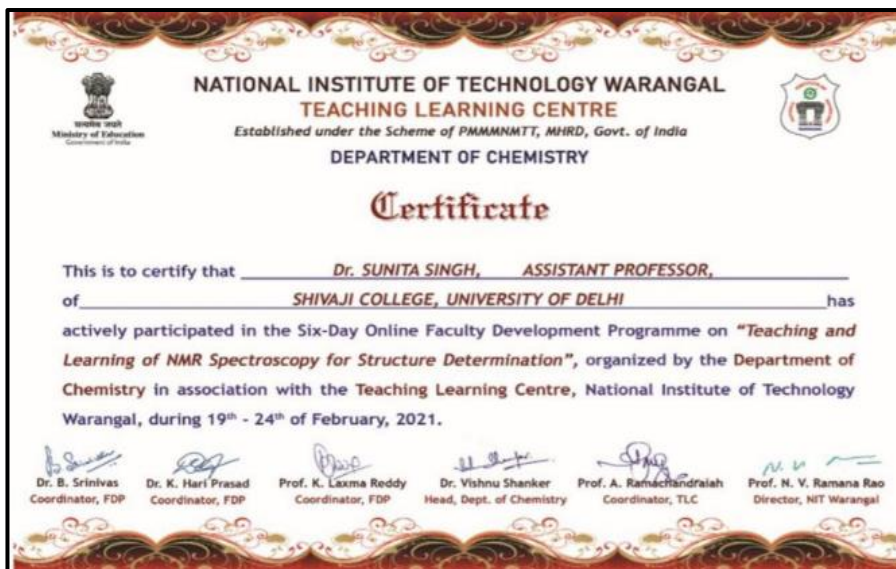 NATIONAL INSTITUTE OF TECHNOLOGY WARANGAL
TEACHING LEARNING CENTRE
Established under the Scheme of PMMMNMTT, MHRD, Govt. of India
DEPARTMENT OF CHEMISTRY
सत्यमेव जयते
Ministry of Education
Government of India
Certificate
This is to certify that Dr. SUNITA SINGH, ASSISTANT PROFESSOR,
of SHIVAJI COLLEGE, UNIVERSITY OF DELHI has
actively participated in the Six-Day Online Faculty Development Programme on “Teaching and
Learning of NMR Spectroscopy for Structure Determination”, organized by the Department of
Chemistry in association with the Teaching Learning Centre, National Institute of Technology
Warangal, during 19th - 24th of February, 2021.
Dr. B. Srinivas Dr. K. Hari Prasad Prof. K. Laxma Reddy Dr. Vishnu Shanker Prof. A. Ramachandraiah Prof. N. V. Ramana Rao
Coordinator, FDP Coordinator, FDP Coordinator, FDP Head, Dept. of Chemistry Coordinator, TLC Director, NIT Warangal